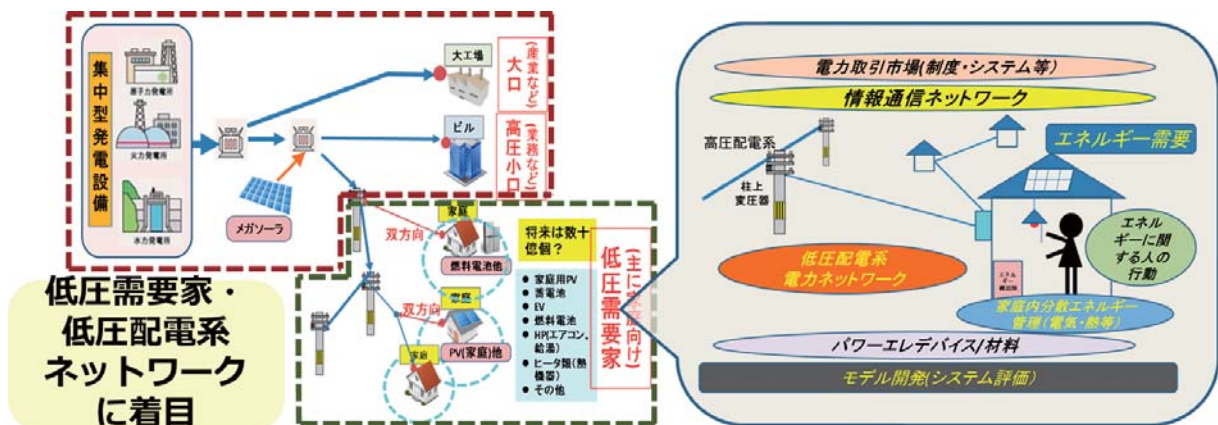 集中型発電設備
原子力発電所
火力発電所
水力発電所
メガソーラ
大工場
ビル
大口
(産業など)
高圧小口
(業務など)
低圧需要家・
低圧配電系
ネットワーク
に着目
家庭
双方向
燃料電池他
家庭
双方向
PV(家庭)他
家庭
将来は数十
億個？
● 家庭用PV
● 蓄電池
● EV
● 燃料電池
● HP(エアコン、
給湯)
● ヒータ類(熱
機器)
● その他
低圧需要家
(主に家庭向け)
電力取引市場(制度・システム等)
情報通信ネットワーク
高圧配電系
柱上
変圧器
エネルギー需要
低圧配電系
電力ネットワーク
エネル
ギーに関
する人の
行動
家庭内分散エネルギー
管理(電気・熱等)
パワーエレデバイス/材料
モデル開発(システム評価)